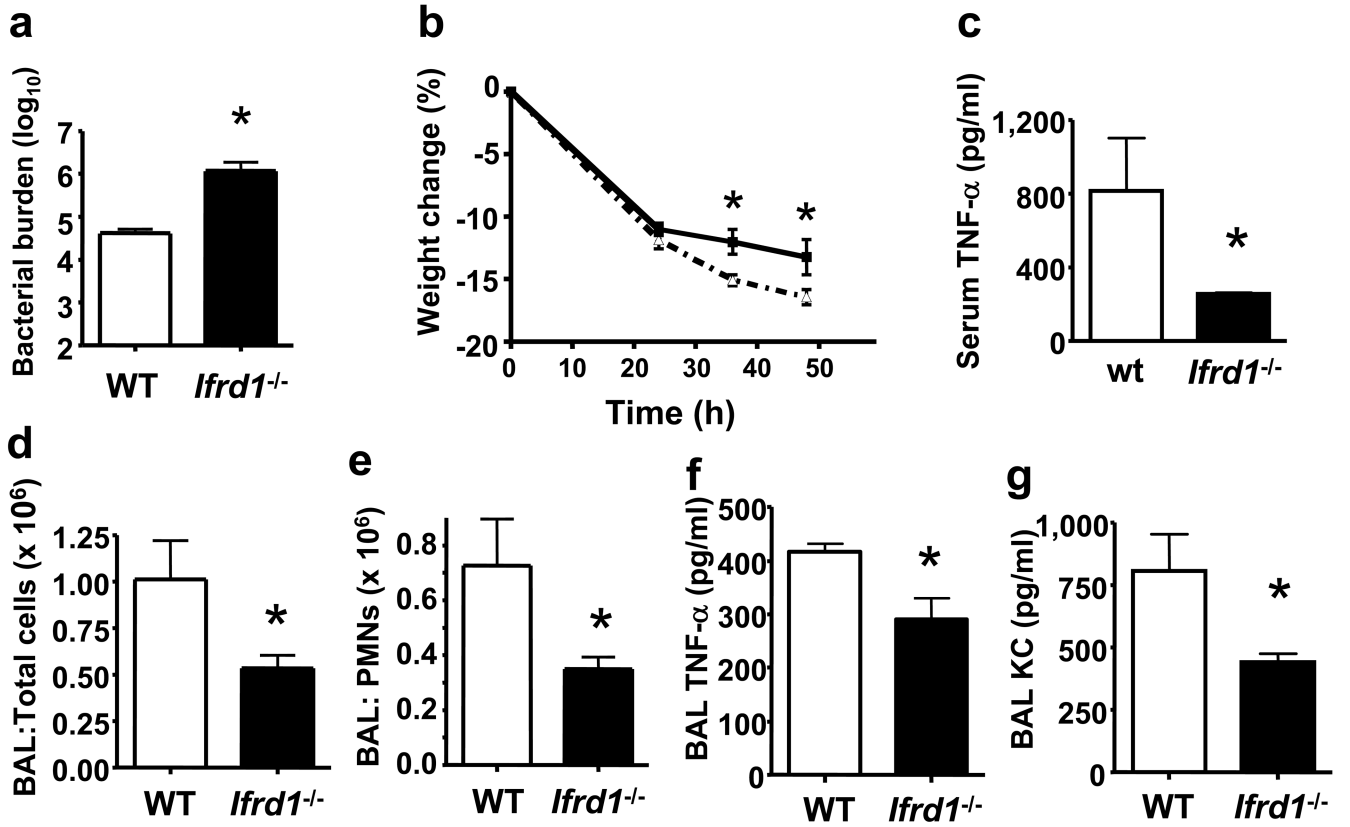 a
Bacterial burden (log10)
7
6
5
4
3
2
*
WT
Ifrd1-/-
b
Weight change (%)
0
-5
-10
-15
-20
*
*
0
10
20
30
40
50
Time (h)
c
Serum TNF-α (pg/ml)
1,200
800
400
0
*
wt
Ifrd1-/-
d
BAL:Total cells (x 10⁶)
1.25
1.00
0.75
0.50
0.25
0.00
*
WT
Ifrd1-/-
e
BAL: PMNs (x 10⁶)
0.8
0.6
0.4
0.2
0.0
*
WT
Ifrd1-/-
f
BAL TNF-α (pg/ml)
500
400
300
200
100
0
*
WT
Ifrd1-/-
g
BAL KC (pg/ml)
1,000
750
500
250
0
*
WT
Ifrd1-/-